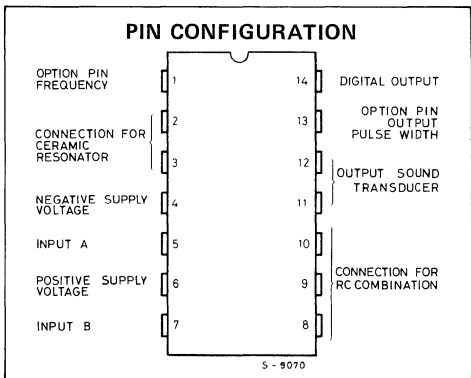 PIN CONFIGURATION
OPTION PIN
FREQUENCY
1
14
DIGITAL OUTPUT
CONNECTION FOR
CERAMIC
RESONATOR
2
3
13
OPTION PIN
OUTPUT
PULSE WIDTH
12
11
OUTPUT SOUND
TRANSDUCER
NEGATIVE SUPPLY
VOLTAGE
4
INPUT A
5
10
POSITIVE SUPPLY
VOLTAGE
6
9
CONNECTION FOR
RC COMBINATION
INPUT B
7
8
S - 9070